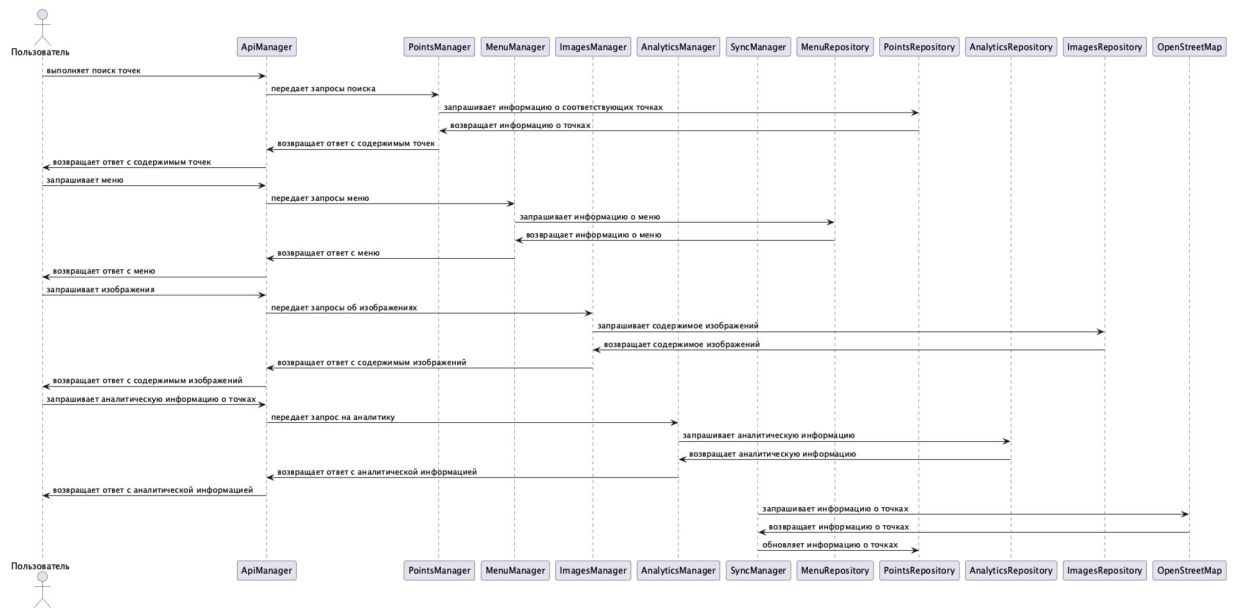 Пользователь
ApiManager PointsManager MenuManager ImagesManager AnalyticsManager SyncManager MenuRepository PointsRepository AnalyticsRepository ImagesRepository OpenStreetMap
выполняет поиск точек
передает запросы поиска
запрашивает информацию о соответствующих точках
возвращает информацию о точках
возвращает ответ с содержимым точек
возвращает ответ с содержимым точек
запрашивает меню
передает запросы меню
запрашивает информацию о меню
возвращает информацию о меню
возвращает ответ с меню
возвращает ответ с меню
запрашивает изображения
передает запросы об изображениях
запрашивает содержимое изображений
возвращает содержимое изображений
возвращает ответ с содержимым изображений
возвращает ответ с содержимым изображений
запрашивает аналитическую информацию о точках
передает запрос на аналитику
запрашивает аналитическую информацию
возвращает аналитическую информацию
возвращает ответ с аналитической информацией
возвращает ответ с аналитической информацией
запрашивает информацию о точках
возвращает информацию о точках
обновляет информацию о точках
Пользователь
ApiManager PointsManager MenuManager ImagesManager AnalyticsManager SyncManager MenuRepository PointsRepository AnalyticsRepository ImagesRepository OpenStreetMap